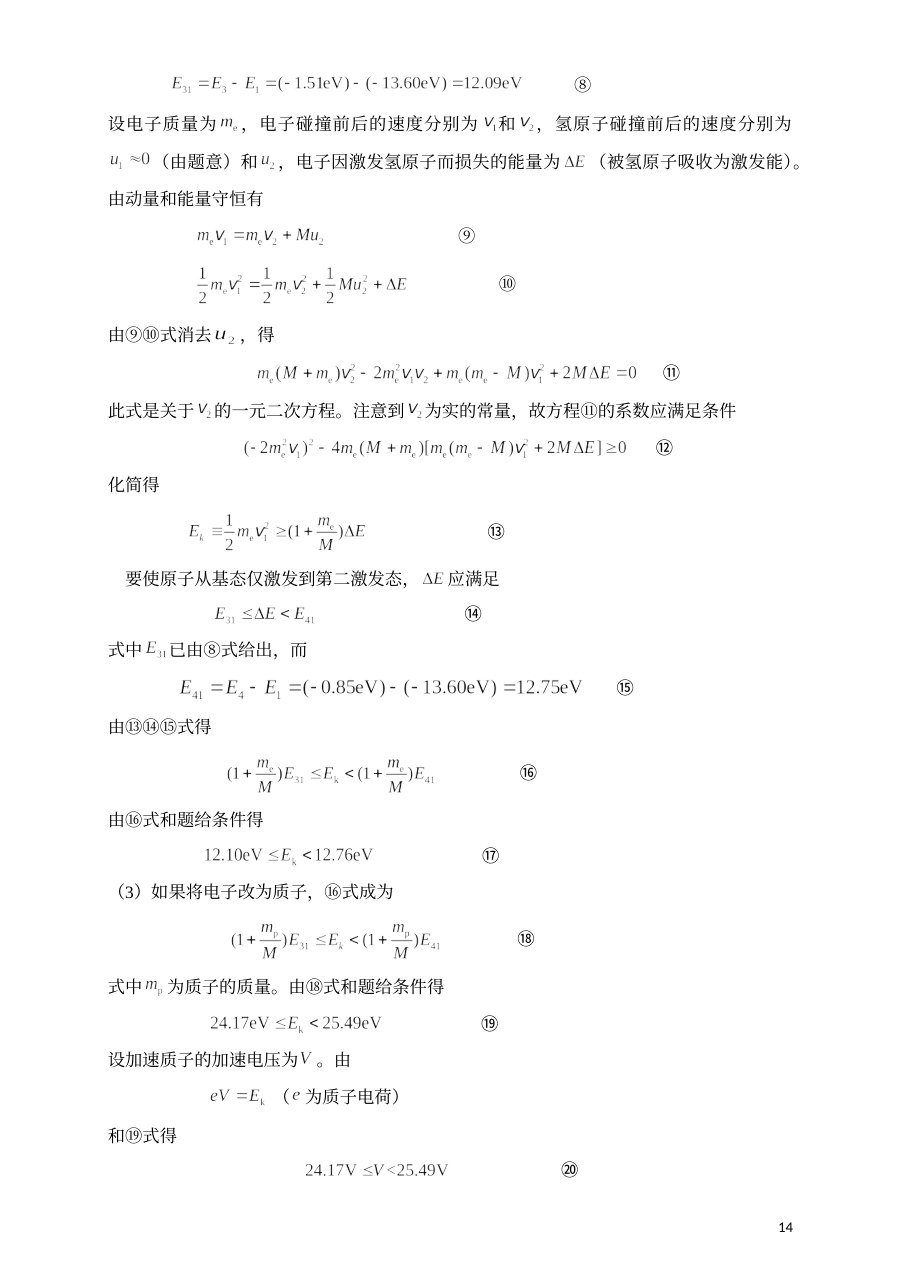 E₃₁ =E₃ - E₁ =(- 1.51eV) - (- 13.60eV) =12.09eV ⑧
设电子质量为 mₑ，电子碰撞前后的速度分别为 v₁和 v₂，氢原子碰撞前后的速度分别为
u₁ ≈0（由题意）和 u₂，电子因激发氢原子而损失的能量为 ΔE（被氢原子吸收为激发能）。
由动量和能量守恒有
mₑv₁ =mₑv₂ + Mu₂ ⑨
1/2 mₑv₁² = 1/2 mₑv₂² + 1/2 Mu₂² + ΔE ⑩
由⑨⑩式消去 u₂，得
mₑ(M + mₑ)v₂² - 2mₑ²v₁v₂ + mₑ(mₑ - M)v₁² + 2MΔE =0 ⑪
此式是关于 v₂ 的一元二次方程。注意到 v₂ 为实的常量，故方程⑪的系数应满足条件
(- 2mₑ²v₁)² - 4mₑ(M + mₑ)[mₑ(mₑ - M)v₁² + 2MΔE] ≥0 ⑫
化简得
Eₖ ≡ 1/2 mₑv₁² ≥(1+ mₑ/M)ΔE ⑬
要使原子从基态仅激发到第二激发态， ΔE 应满足
E₃₁ ≤ΔE < E₄₁ ⑭
式中 E₃₁已由⑧式给出，而
E₄₁ =E₄ - E₁ =(- 0.85eV) - (- 13.60eV) =12.75eV ⑮
由⑬⑭⑮式得
(1+ mₑ/M)E₃₁ ≤Eₖ <(1+ mₑ/M)E₄₁ ⑯
由⑯式和题给条件得
12.10eV ≤Eₖ <12.76eV ⑰
（3）如果将电子改为质子，⑯式成为
(1+ mₚ/M)E₃₁ ≤Eₖ <(1+ mₚ/M)E₄₁ ⑱
式中 mₚ 为质子的质量。由⑱式和题给条件得
24.17eV ≤Eₖ <25.49eV ⑲
设加速质子的加速电压为V 。由
eV =Eₖ （ e 为质子电荷）
和⑲式得
24.17V ≤V <25.49V ⑳
14